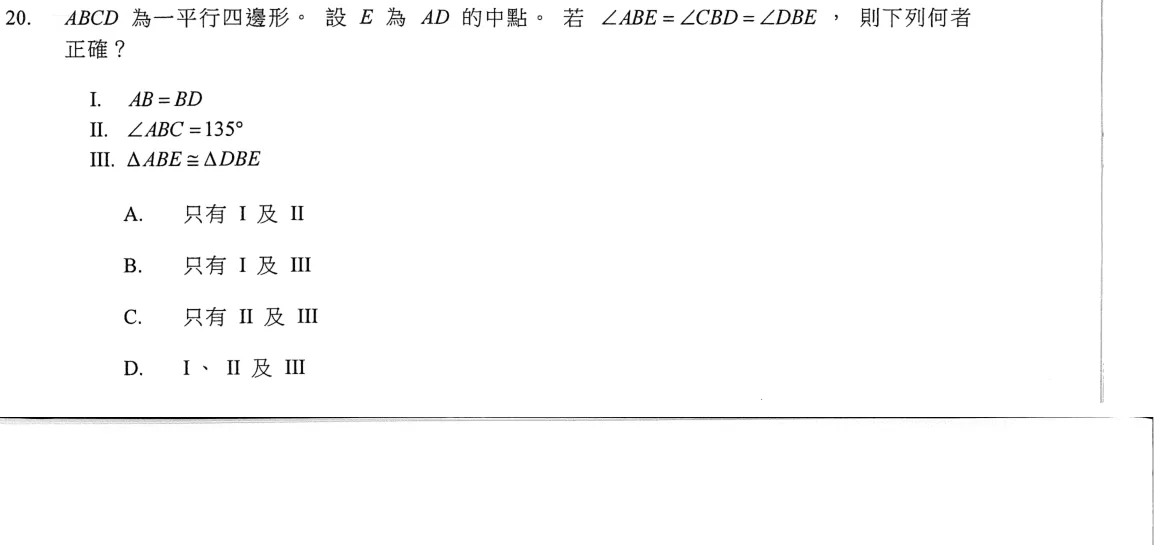 20. ABCD 為一平行四邊形。設 E 為 AD 的中點。若 ∠ABE = ∠CBD = ∠DBE ， 則下列何者
正確？
I. AB = BD
II. ∠ABC = 135°
III. ΔABE ≅ ΔDBE
A. 只有 I 及 II
B. 只有 I 及 III
C. 只有 II 及 III
D. I 、 II 及 III